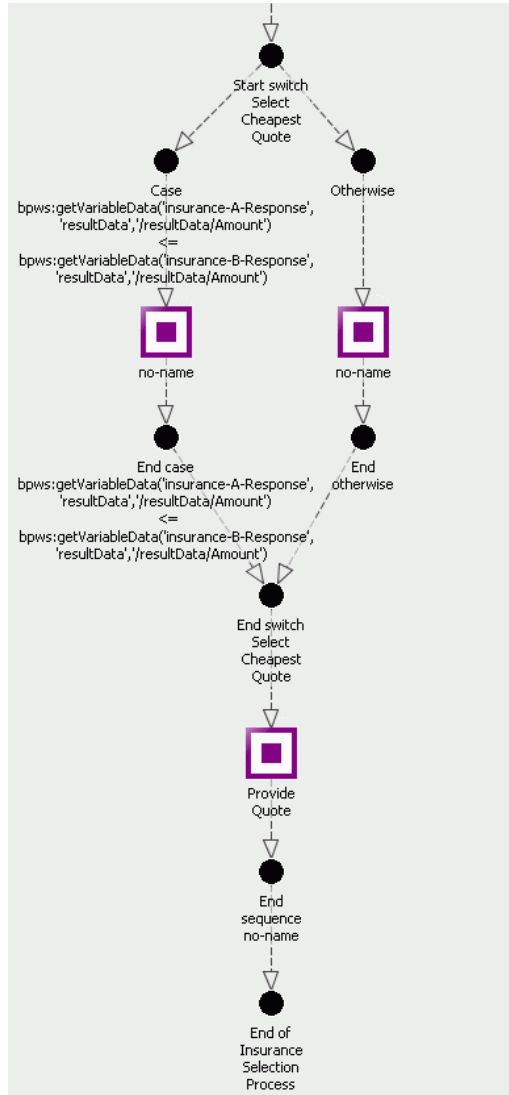 Start switch
Select
Cheapest
Quote
Case
bpws:getVariableData('insurance-A-Response',
'resultData','/resultData/Amount')
<=
bpws:getVariableData('insurance-B-Response',
'resultData','/resultData/Amount')
Otherwise
no-name
no-name
End case
bpws:getVariableData('insurance-A-Response',
'resultData','/resultData/Amount')
<=
bpws:getVariableData('insurance-B-Response',
'resultData','/resultData/Amount')
End
otherwise
End switch
Select
Cheapest
Quote
Provide
Quote
End
sequence
no-name
End of
Insurance
Selection
Process